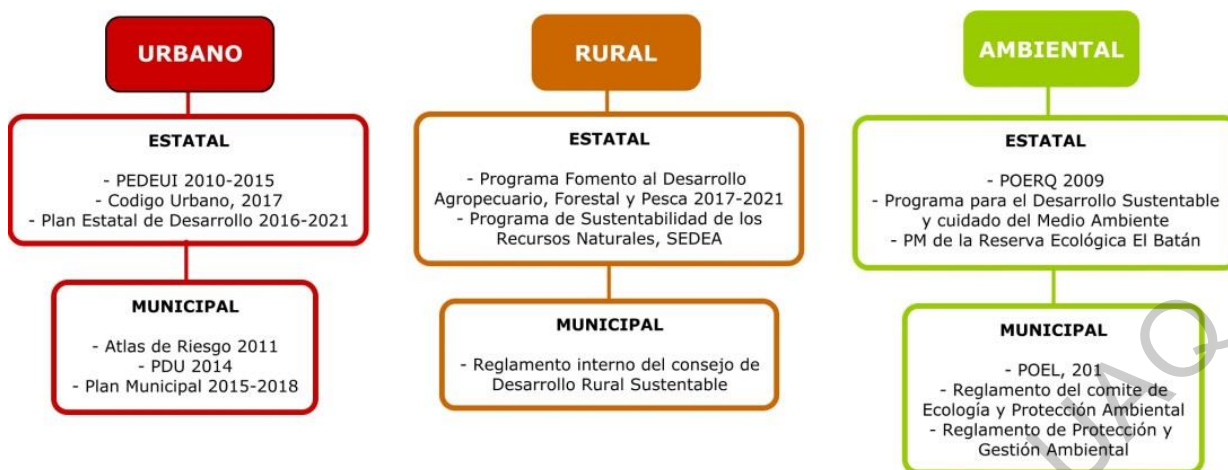 URBANO
ESTATAL
- PEDEUI 2010-2015
- Codigo Urbano, 2017
- Plan Estatal de Desarrollo 2016-2021
MUNICIPAL
- Atlas de Riesgo 2011
- PDU 2014
- Plan Municipal 2015-2018
RURAL
ESTATAL
- Programa Fomento al Desarrollo
Agropecuario, Forestal y Pesca 2017-2021
- Programa de Sustentabilidad de los
Recursos Naturales, SEDEA
MUNICIPAL
- Reglamento interno del consejo de
Desarrollo Rural Sustentable
AMBIENTAL
ESTATAL
- POERQ 2009
- Programa para el Desarrollo Sustentable
y cuidado del Medio Ambiente
- PM de la Reserva Ecológica El Batán
MUNICIPAL
- POEL, 201
- Reglamento del comite de
Ecología y Protección Ambiental
- Reglamento de Protección y
Gestión Ambiental
UAQ